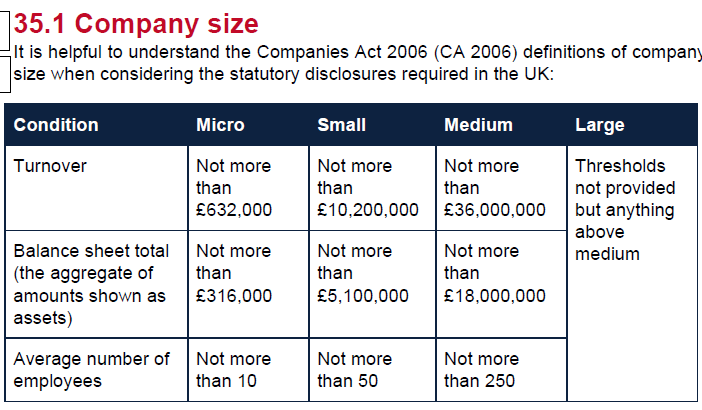 35.1 Company size
It is helpful to understand the Companies Act 2006 (CA 2006) definitions of company
size when considering the statutory disclosures required in the UK:
Condition Micro Small Medium Large
Turnover Not more Not more Not more Thresholds
than than than not provided
£632,000 £10,200,000 £36,000,000 but anything
above
Balance sheet total Not more Not more Not more medium
(the aggregate of than than than
amounts shown as £316,000 £5,100,000 £18,000,000
assets)
Average number of Not more Not more Not more
employees than 10 than 50 than 250